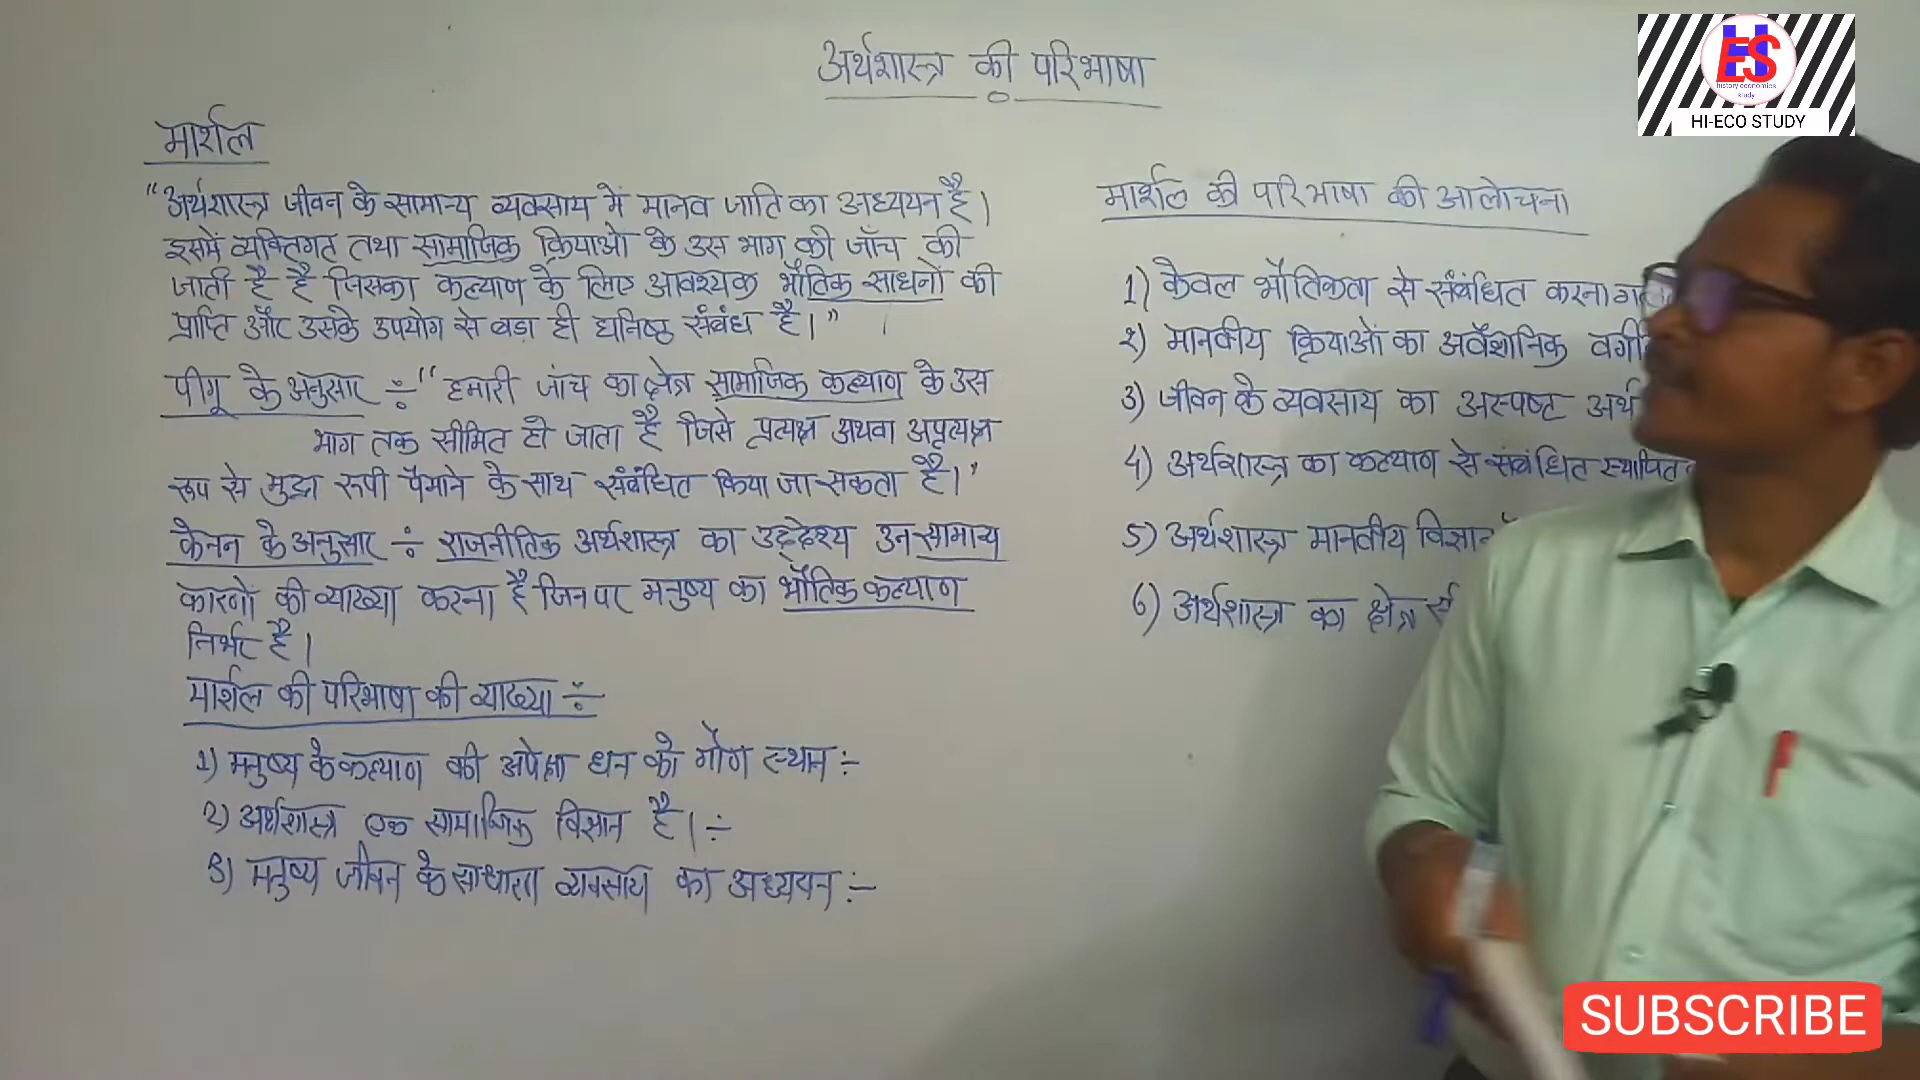 अर्थशास्त्र की परिभाषा
मार्शल
"अर्थशास्त्र जीवन के सामान्य व्यवसाय में मानव जाति का अध्ययन है।
इसमें व्यक्तिगत तथा सामाजिक क्रियाओं के उस भाग की जाँच की
जाती है है जिसका कल्याण के लिए आवश्यक भौतिक साधनों की
प्राप्ति और उसके उपयोग से बड़ा ही घनिष्ठ संबंध है।"
पीगू के अनुसार ÷ "हमारी जांच का क्षेत्र सामाजिक कल्याण के उस
भाग तक सीमित हो जाता है जिसे प्रत्यक्ष अथवा अप्रत्यक्ष
रूप से मुद्रा रूपी पैमाने के साथ संबंधित किया जा सकता है।"
केनन के अनुसार ÷ राजनीतिक अर्थशास्त्र का उद्देश्य उन सामान्य
कारणों की व्याख्या करना है जिन पर मनुष्य का भौतिक कल्याण
निर्भर है।
मार्शल की परिभाषा की व्याख्या ÷
1) मनुष्य के कल्याण की अपेक्षा धन को गौण स्थान :-
2) अर्थशास्त्र एक सामाजिक विज्ञान है। ÷
3) मनुष्य जीवन के साधारण व्यवसाय का अध्ययन :-
मार्शल की परिभाषा की आलोचना
1) केवल भौतिकता से संबंधित करना
2) मानवीय क्रियाओं का अवैज्ञानिक
3) जीवन के व्यवसाय का अस्पष्ट अर्थ
4) अर्थशास्त्र का कल्याण से संबंधित स्थापित
5) अर्थशास्त्र मानवीय विज्ञान
6) अर्थशास्त्र का क्षेत्र
HES
history economics
study
HI-ECO STUDY
SUBSCRIBE